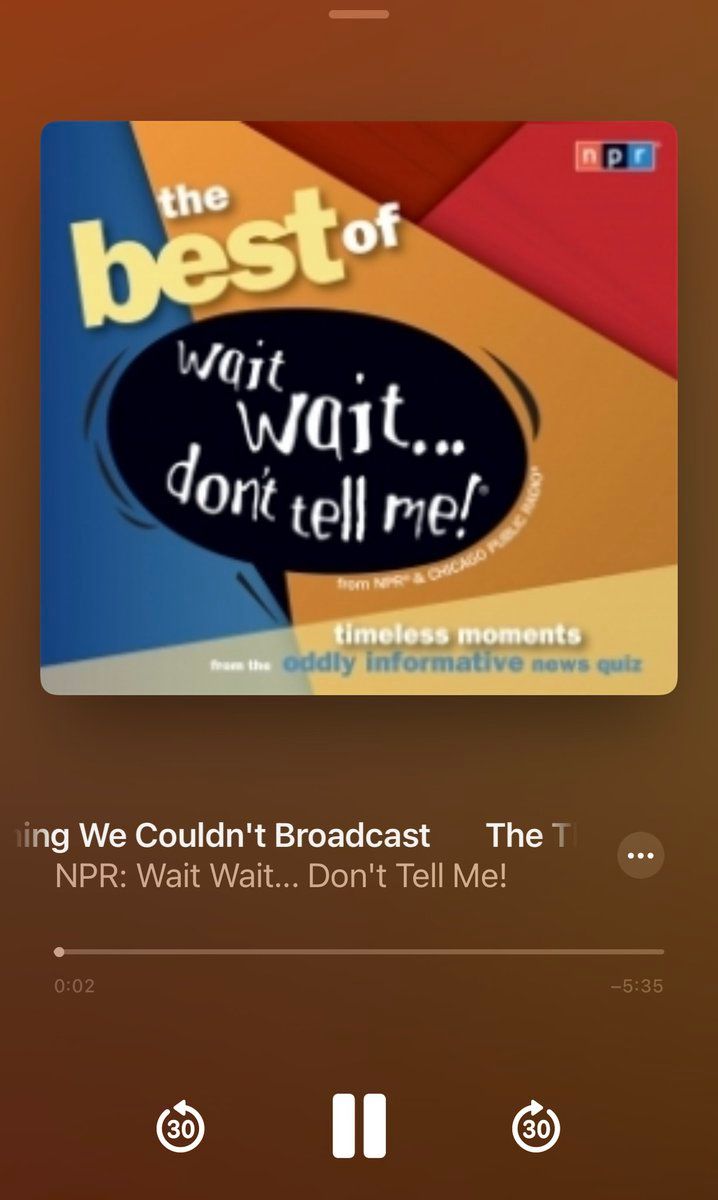 npr
the
best of
wait
wait...
don't tell me!®
from NPR® & CHICAGO PUBLIC RADIO®
timeless moments
from the oddly informative news quiz
ing We Couldn't Broadcast The
NPR: Wait Wait... Don't Tell Me!
0:02
–5:35
30
30